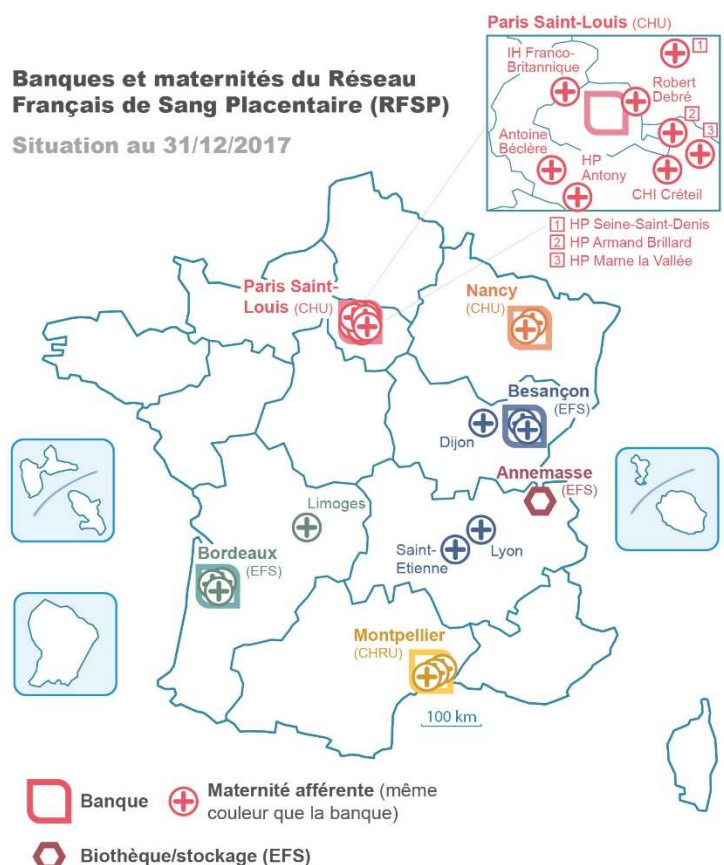 Paris Saint-Louis (CHU)
Banques et maternités du Réseau
Français de Sang Placentaire (RFSP)
Situation au 31/12/2017
1
IH Franco-
Britannique
Robert
Debré
2
3
Antoine
Béclère
HP
Antony
CHI Créteil
1 HP Seine-Saint-Denis
2 HP Armand Brillard
3 HP Marne la Vallée
Paris Saint-
Louis (CHU)
Nancy
(CHU)
Besançon
(EFS)
Dijon
Annemasse
(EFS)
Limoges
Lyon
Saint-
Etienne
Bordeaux
(EFS)
Montpellier
(CHRU)
100 km
Banque
Maternité afférente (même
couleur que la banque)
Biothèque/stockage (EFS)